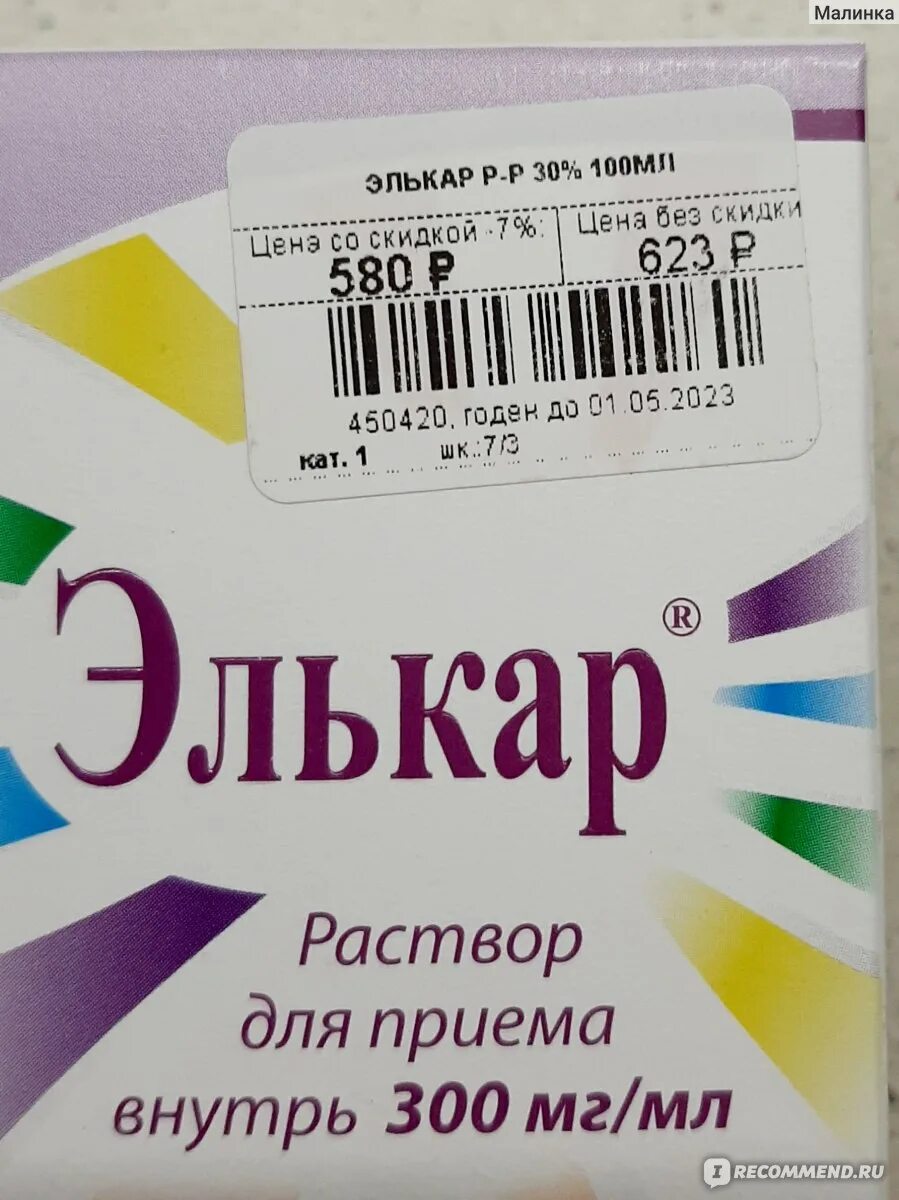 Малинка
ЭЛЬКАР Р-Р 30% 100МЛ
Цена со скидкой -7%: Цена без скидки
580 ₽ 623 ₽
450420, годен до 01.05.2023
кат. 1 шк.:7/3
Элькар®
Раствор
для приема
внутрь 300 мг/мл
IRECOMMEND.RU